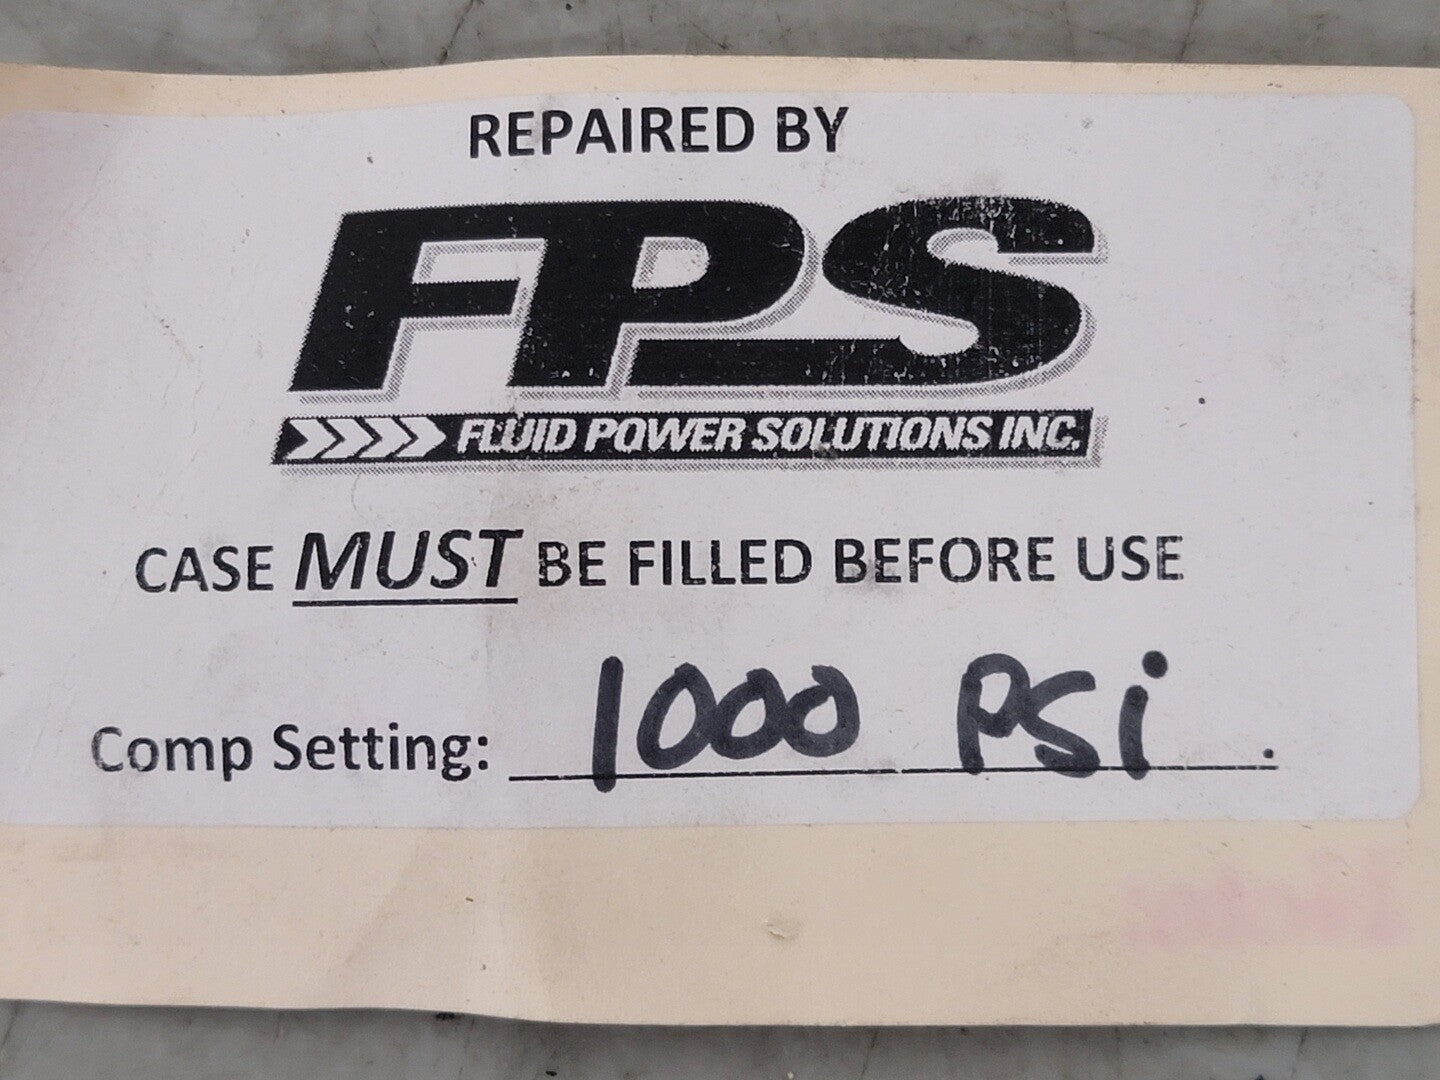 REPAIRED BY
FPS
FLUID POWER SOLUTIONS INC.
CASE MUST BE FILLED BEFORE USE
Comp Setting: 1000 PSi .